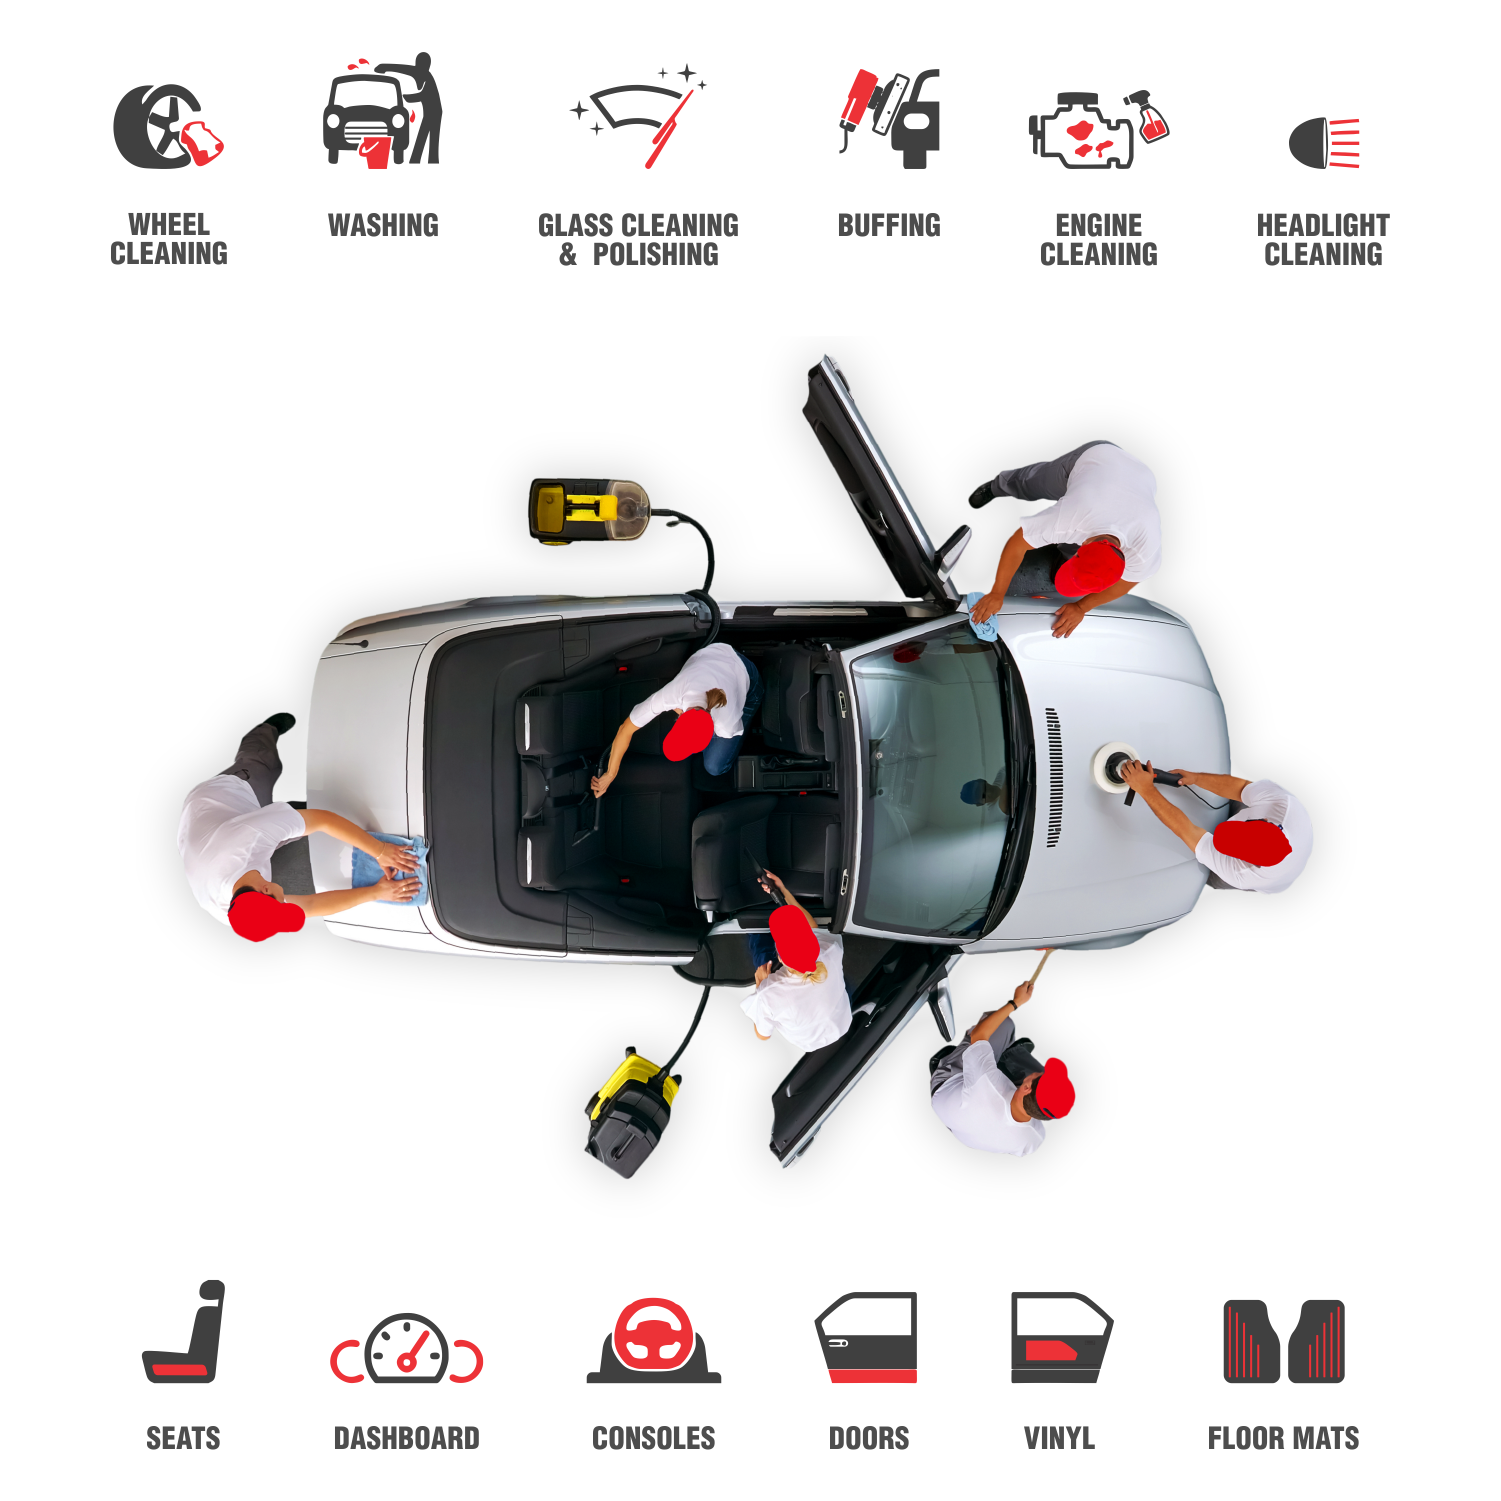 WHEEL
CLEANING
WASHING
GLASS CLEANING
& POLISHING
BUFFING
ENGINE
CLEANING
HEADLIGHT
CLEANING
SEATS
DASHBOARD
CONSOLES
DOORS
VINYL
FLOOR MATS